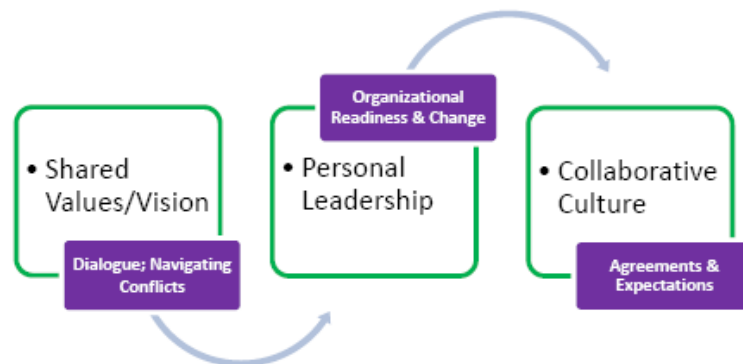 • Shared
Values/Vision
Dialogue; Navigating
Conflicts
Organizational
Readiness & Change
• Personal
Leadership
• Collaborative
Culture
Agreements &
Expectations